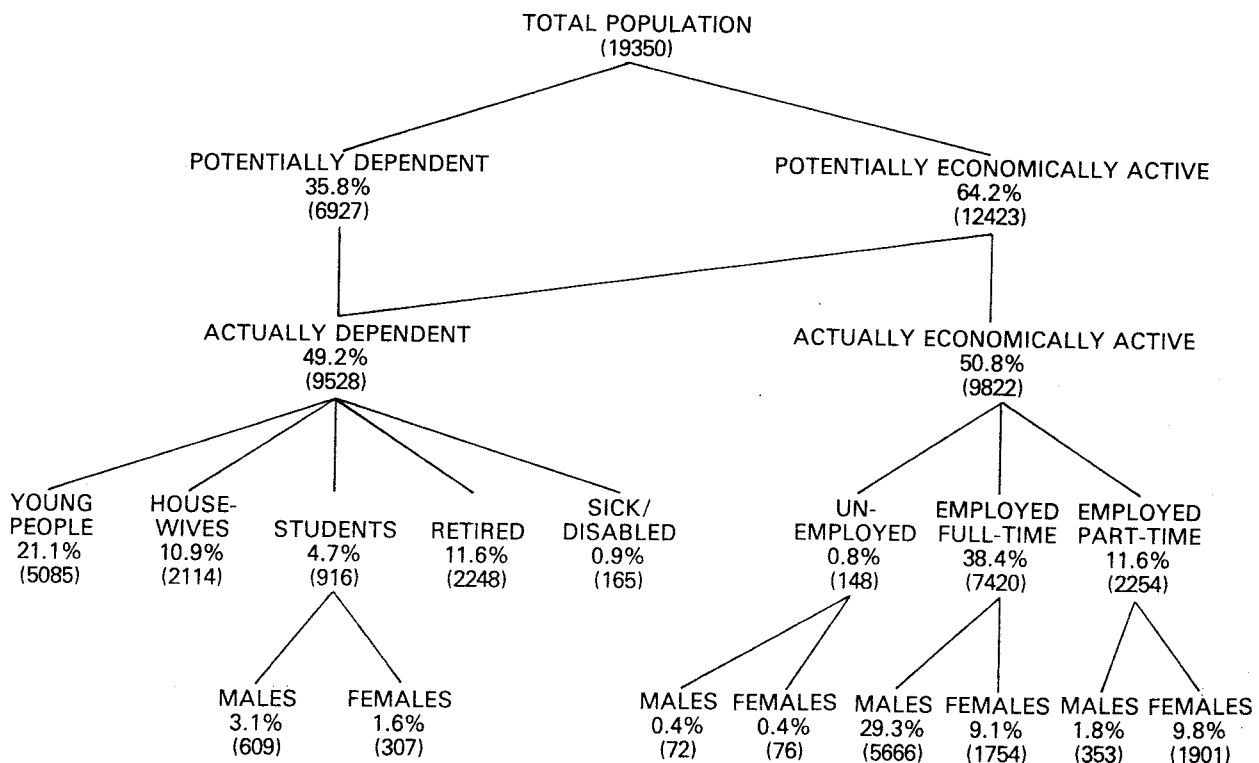 TOTAL POPULATION
(19350)
POTENTIALLY DEPENDENT
35.8%
(6927)
POTENTIALLY ECONOMICALLY ACTIVE
64.2%
(12423)
ACTUALLY DEPENDENT
49.2%
(9528)
ACTUALLY ECONOMICALLY ACTIVE
50.8%
(9822)
YOUNG
PEOPLE
21.1%
(5085)
HOUSE-
WIVES
10.9%
(2114)
STUDENTS
4.7%
(916)
RETIRED
11.6%
(2248)
SICK/
DISABLED
0.9%
(165)
UN-
EMPLOYED
0.8%
(148)
EMPLOYED
FULL-TIME
38.4%
(7420)
EMPLOYED
PART-TIME
11.6%
(2254)
MALES
3.1%
(609)
FEMALES
1.6%
(307)
MALES
0.4%
(72)
FEMALES
0.4%
(76)
MALES
29.3%
(5666)
FEMALES
9.1%
(1754)
MALES
1.8%
(353)
FEMALES
9.8%
(1901)